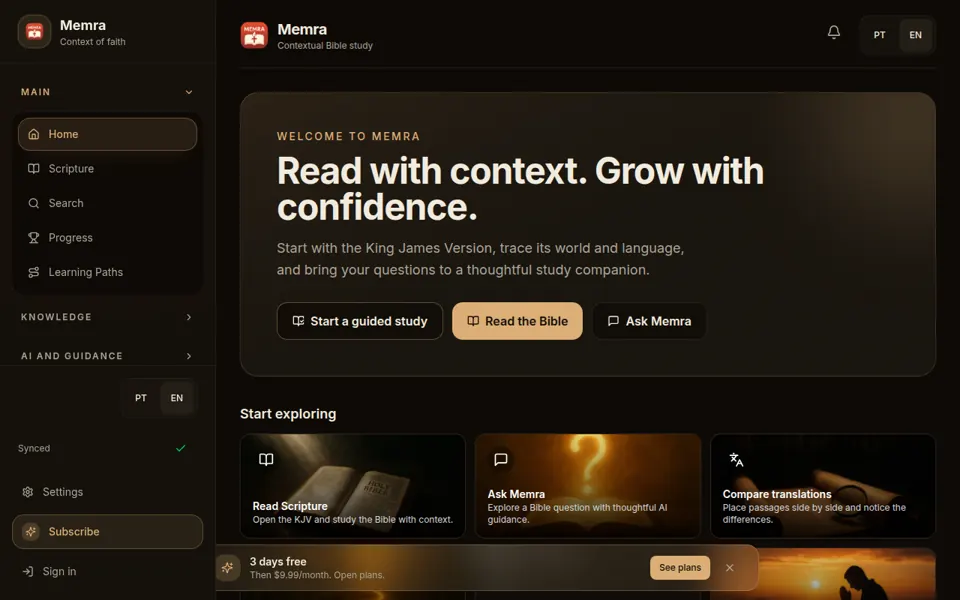 Memra
Context of faith
MAIN
Home
Scripture
Search
Progress
Learning Paths
KNOWLEDGE
AI AND GUIDANCE
PT
EN
Synced
Settings
Subscribe
Sign in
MEMRA
Memra
Contextual Bible study
PT
EN
WELCOME TO MEMRA
Read with context. Grow with
confidence.
Start with the King James Version, trace its world and language,
and bring your questions to a thoughtful study companion.
Start a guided study
Read the Bible
Ask Memra
Start exploring
HOLY
BIBLE
Read Scripture
Open the KJV and study the Bible with context.
Ask Memra
Explore a Bible question with thoughtful AI
guidance.
Compare translations
Place passages side by side and notice the
differences.
3 days free
Then $9.99/month. Open plans.
See plans